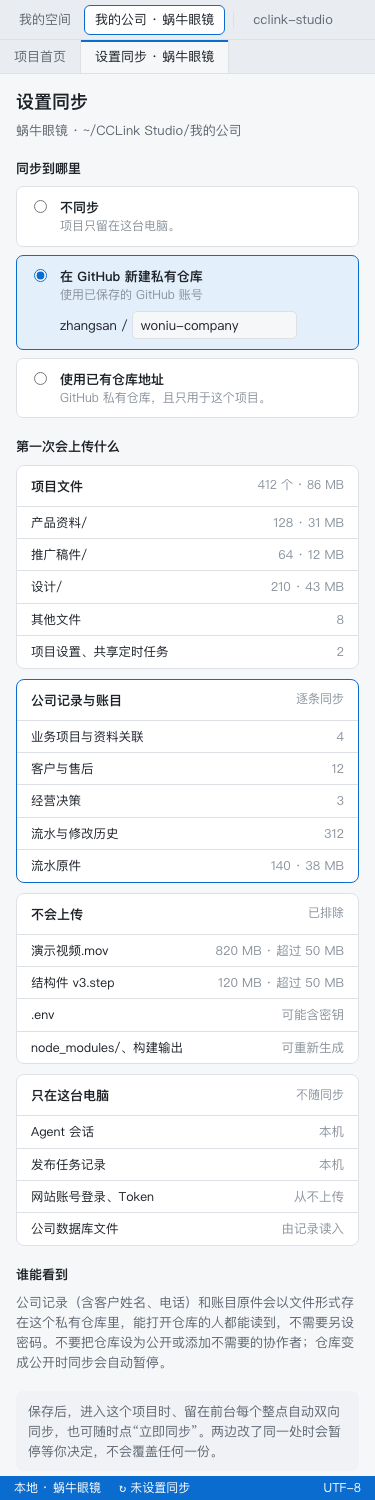 我的空间 我的公司 · 蜗牛眼镜 cclink-studio
项目首页 设置同步 · 蜗牛眼镜
设置同步
蜗牛眼镜 · ~/CCLink Studio/我的公司
同步到哪里
不同步
项目只留在这台电脑。
在 GitHub 新建私有仓库
使用已保存的 GitHub 账号
zhangsan / woniu-company
使用已有仓库地址
GitHub 私有仓库，且只用于这个项目。
第一次会上传什么
项目文件 412 个 · 86 MB
产品资料/ 128 · 31 MB
推广稿件/ 64 · 12 MB
设计/ 210 · 43 MB
其他文件 8
项目设置、共享定时任务 2
公司记录与账目 逐条同步
业务项目与资料关联 4
客户与售后 12
经营决策 3
流水与修改历史 312
流水原件 140 · 38 MB
不会上传 已排除
演示视频.mov 820 MB · 超过 50 MB
结构件 v3.step 120 MB · 超过 50 MB
.env 可能含密钥
node_modules/、构建输出 可重新生成
只在这台电脑 不随同步
Agent 会话 本机
发布任务记录 本机
网站账号登录、Token 从不上传
公司数据库文件 由记录读入
谁能看到
公司记录（含客户姓名、电话）和账目原件会以文件形式存
在这个私有仓库里，能打开仓库的人都能读到，不需要另设
密码。不要把仓库设为公开或添加不需要的协作者；仓库变
成公开时同步会自动暂停。
保存后，进入这个项目时、留在前台每个整点自动双向
同步，也可随时点“立即同步”。两边改了同一处时会暂
停等你决定，不会覆盖任何一份。
本地 · 蜗牛眼镜 ↻ 未设置同步 UTF-8